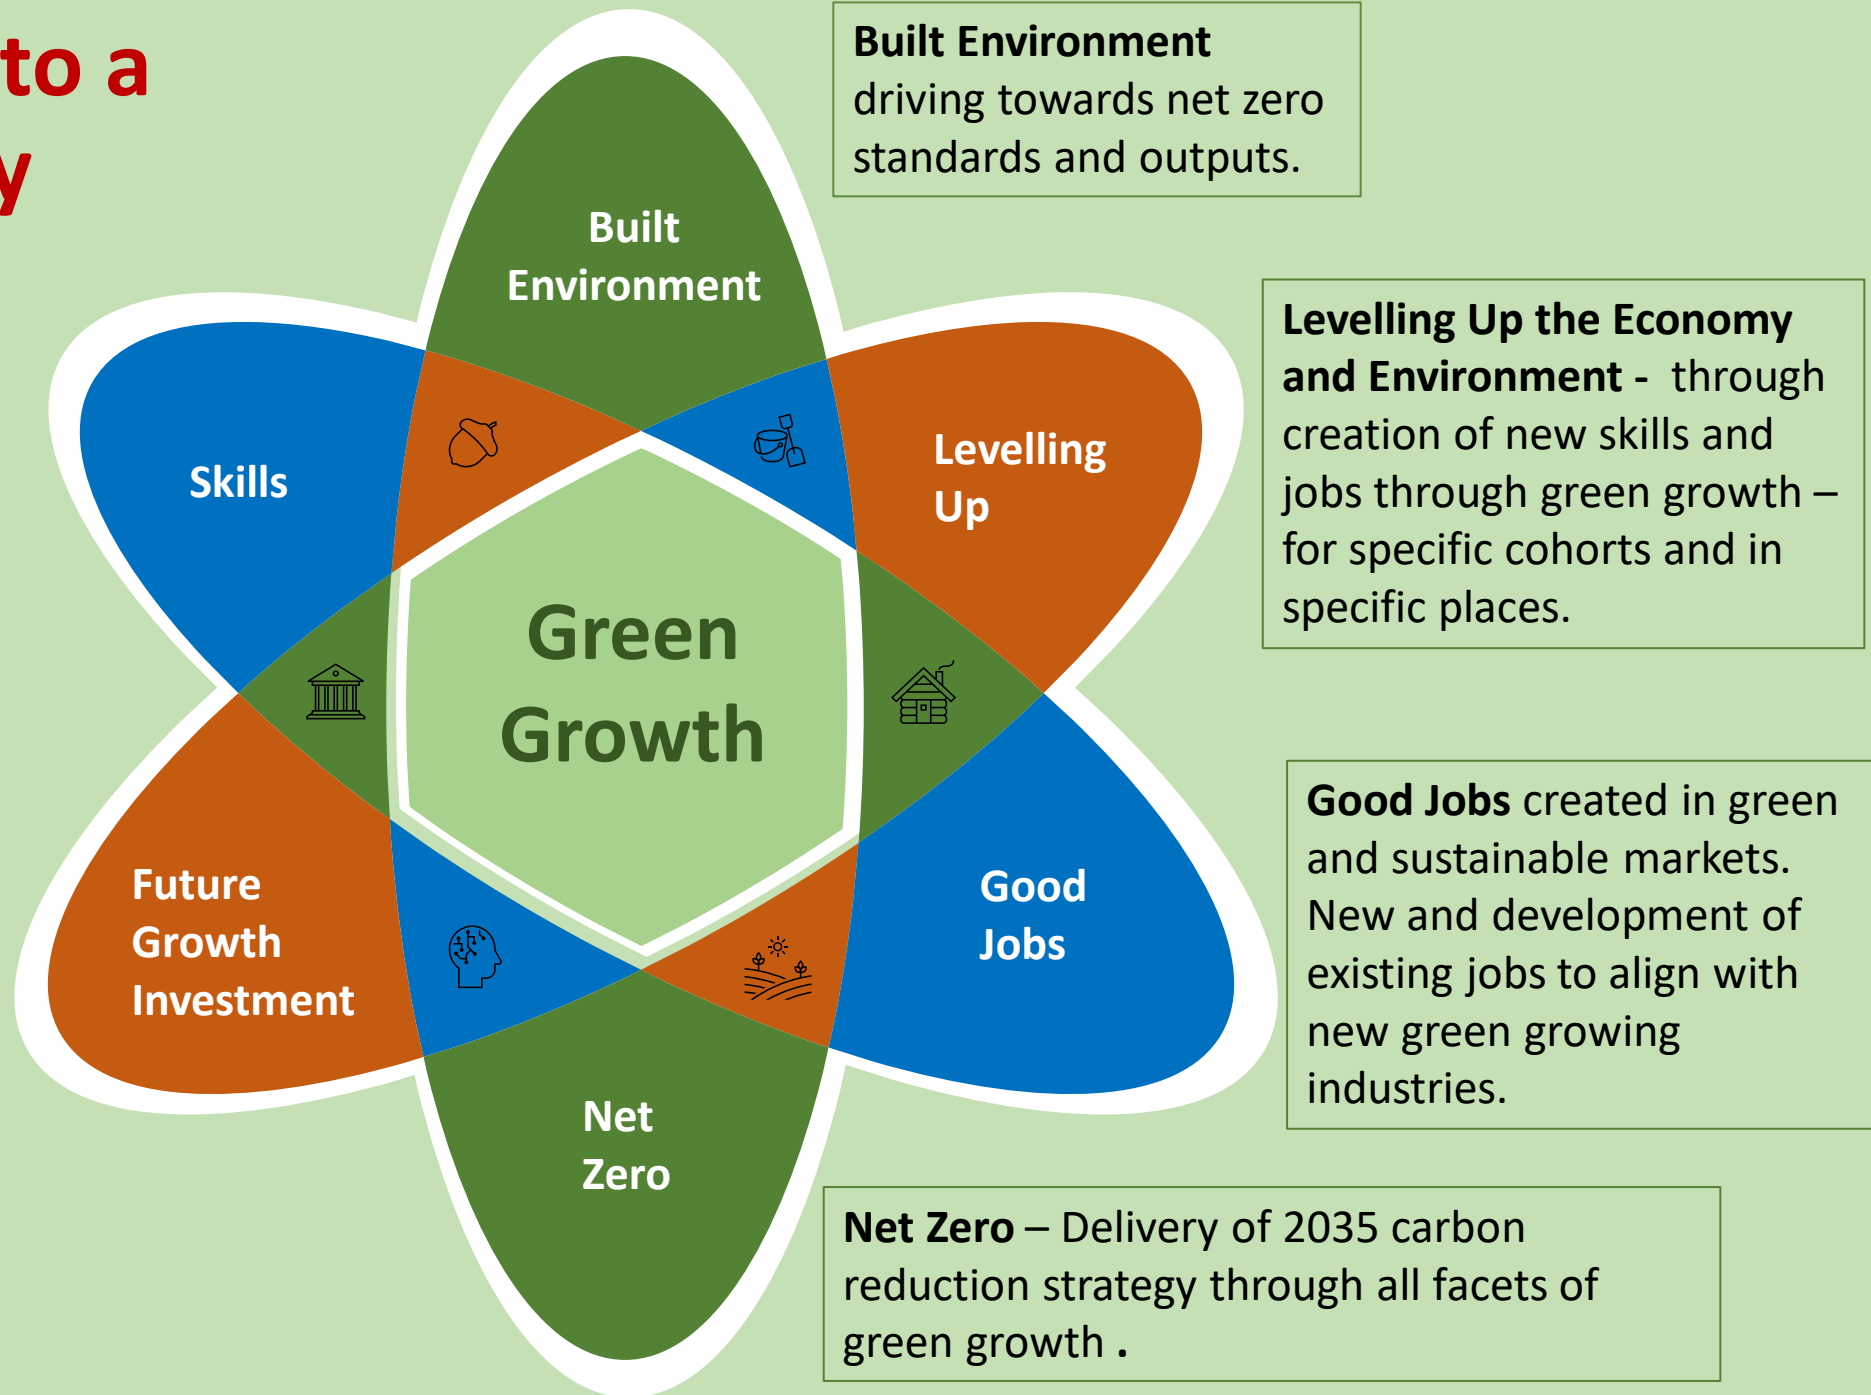 to a
y
Built Environment
driving towards net zero
standards and outputs.
Built
Environment
Levelling Up the Economy
and Environment - through
creation of new skills and
jobs through green growth –
for specific cohorts and in
specific places.
Skills
Levelling
Up
Green
Growth
Good Jobs created in green
and sustainable markets.
New and development of
existing jobs to align with
new green growing
industries.
Future
Growth
Investment
Good
Jobs
Net
Zero
Net Zero – Delivery of 2035 carbon
reduction strategy through all facets of
green growth .